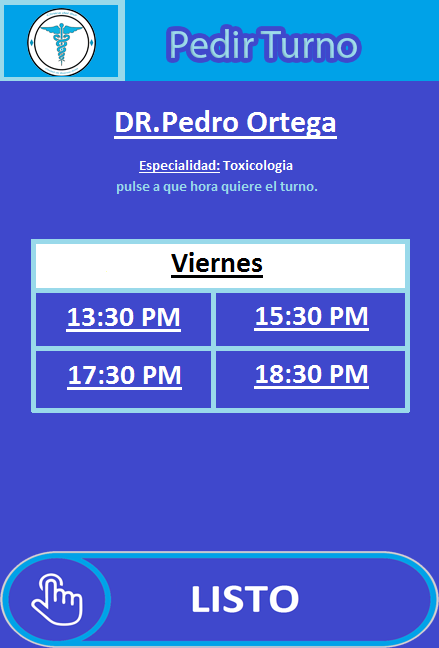 Pedir Turno
DR.Pedro Ortega
Especialidad: Toxicologia
pulse a que hora quiere el turno.
Viernes
13:30 PM 15:30 PM
17:30 PM 18:30 PM
LISTO